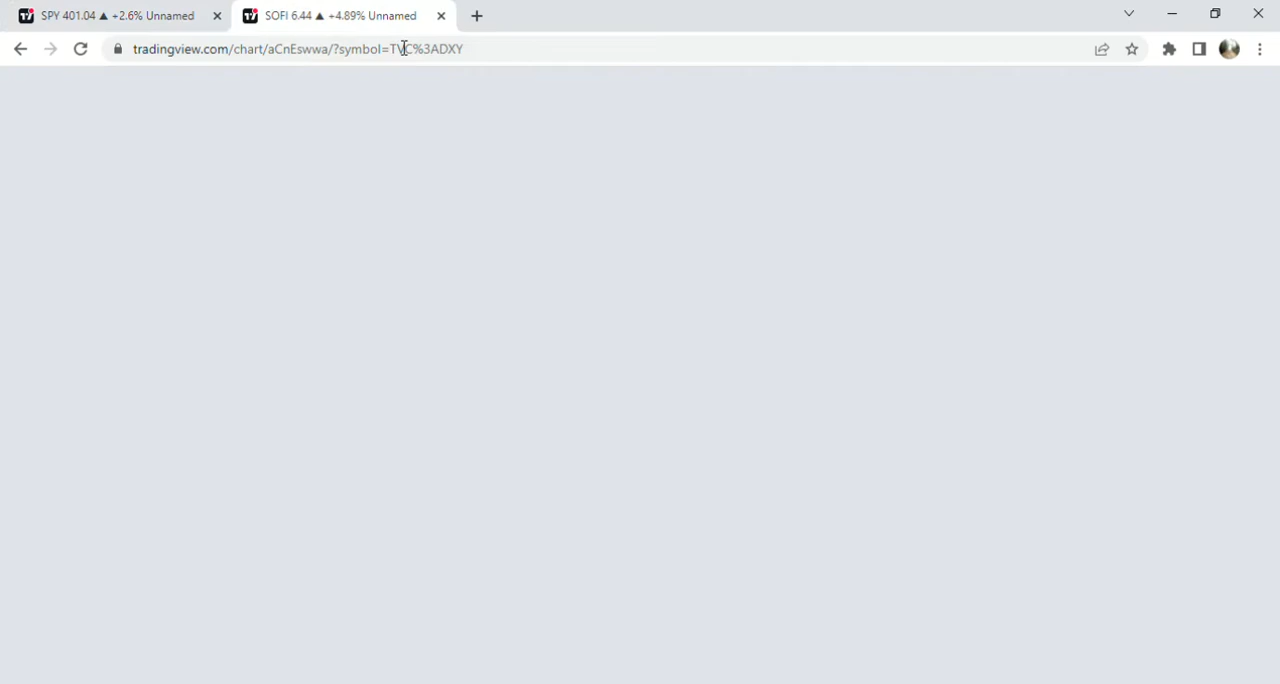 SPY 401.04 ▲ +2.6% Unnamed
SOFI 6.44 ▲ +4.89% Unnamed
tradingview.com/chart/aCnEswwa/?symbol=TVC%3ADXY